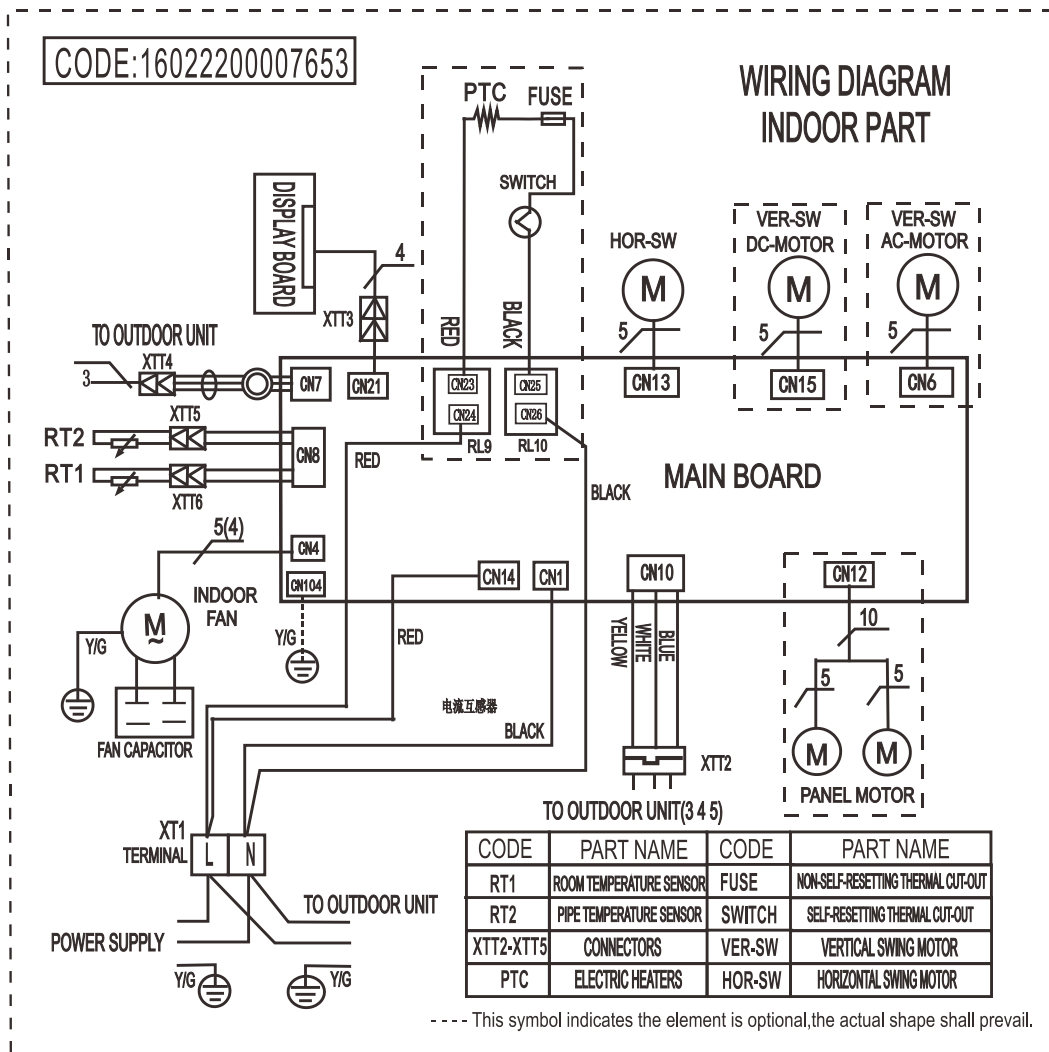 CODE:16022200007653
WIRING DIAGRAM
INDOOR PART
PTC
FUSE
SWITCH
DISPLAY BOARD
4
XTT3
RED
BLACK
HOR-SW
M
5
VER-SW
DC-MOTOR
M
5
VER-SW
AC-MOTOR
M
5
TO OUTDOOR UNIT
XTT4
3
CN7
CN21
CN23
CN24
RL9
CN25
CN26
RL10
CN13
CN15
CN6
XTT5
RT2
RT1
XTT6
CN8
RED
BLACK
MAIN BOARD
5(4)
CN4
CN104
INDOOR
FAN
M
~
Y/G
Y/G
FAN CAPACITOR
CN14
CN1
RED
CN10
YELLOW
WHITE
BLUE
CN12
10
5
5
M
M
PANEL MOTOR
电流互感器
BLACK
XTT2
TO OUTDOOR UNIT(3 4 5)
XT1
TERMINAL
L
N
TO OUTDOOR UNIT
POWER SUPPLY
Y/G
Y/G
CODE PART NAME CODE PART NAME
RT1 ROOM TEMPERATURE SENSOR FUSE NON-SELF-RESETTING THERMAL CUT-OUT
RT2 PIPE TEMPERATURE SENSOR SWITCH SELF-RESETTING THERMAL CUT-OUT
XTT2-XTT5 CONNECTORS VER-SW VERTICAL SWING MOTOR
PTC ELECTRIC HEATERS HOR-SW HORIZONTAL SWING MOTOR
---- This symbol indicates the element is optional,the actual shape shall prevail.